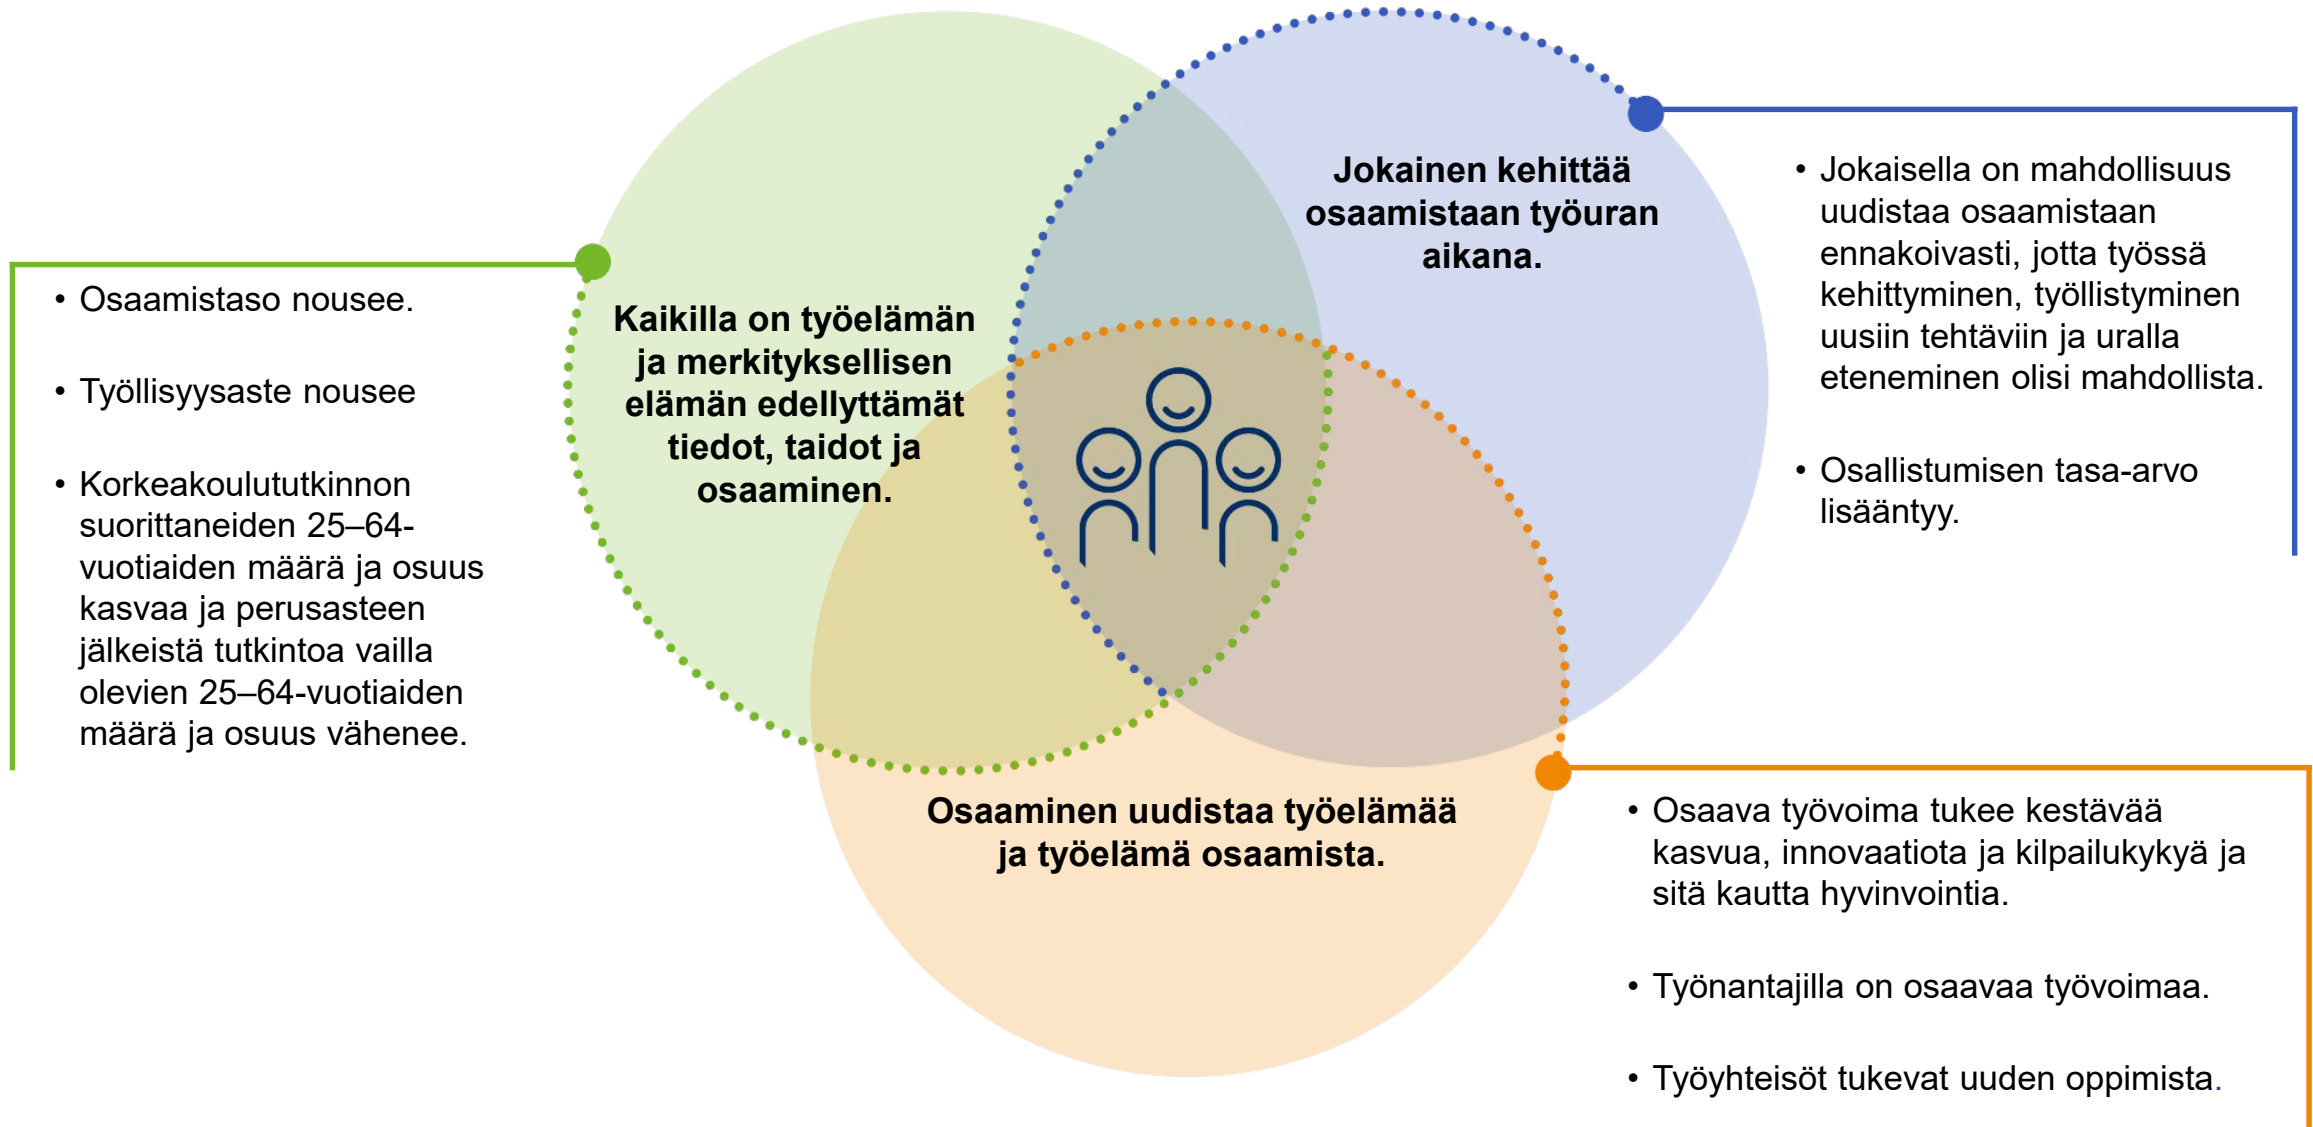 • Osaamistaso nousee.
• Työllisyysaste nousee
• Korkeakoulututkinnon
suorittaneiden 25–64-
vuotiaiden määrä ja osuus
kasvaa ja perusasteen
jälkeistä tutkintoa vailla
olevien 25–64-vuotiaiden
määrä ja osuus vähenee.
Kaikilla on työelämän
ja merkityksellisen
elämän edellyttämät
tiedot, taidot ja
osaaminen.
Jokainen kehittää
osaamistaan työuran
aikana.
• Jokaisella on mahdollisuus
uudistaa osaamistaan
ennakoivasti, jotta työssä
kehittyminen, työllistyminen
uusiin tehtäviin ja uralla
eteneminen olisi mahdollista.
• Osallistumisen tasa-arvo
lisääntyy.
Osaaminen uudistaa työelämää
ja työelämä osaamista.
• Osaava työvoima tukee kestävää
kasvua, innovaatiota ja kilpailukykyä ja
sitä kautta hyvinvointia.
• Työnantajilla on osaavaa työvoimaa.
• Työyhteisöt tukevat uuden oppimista.